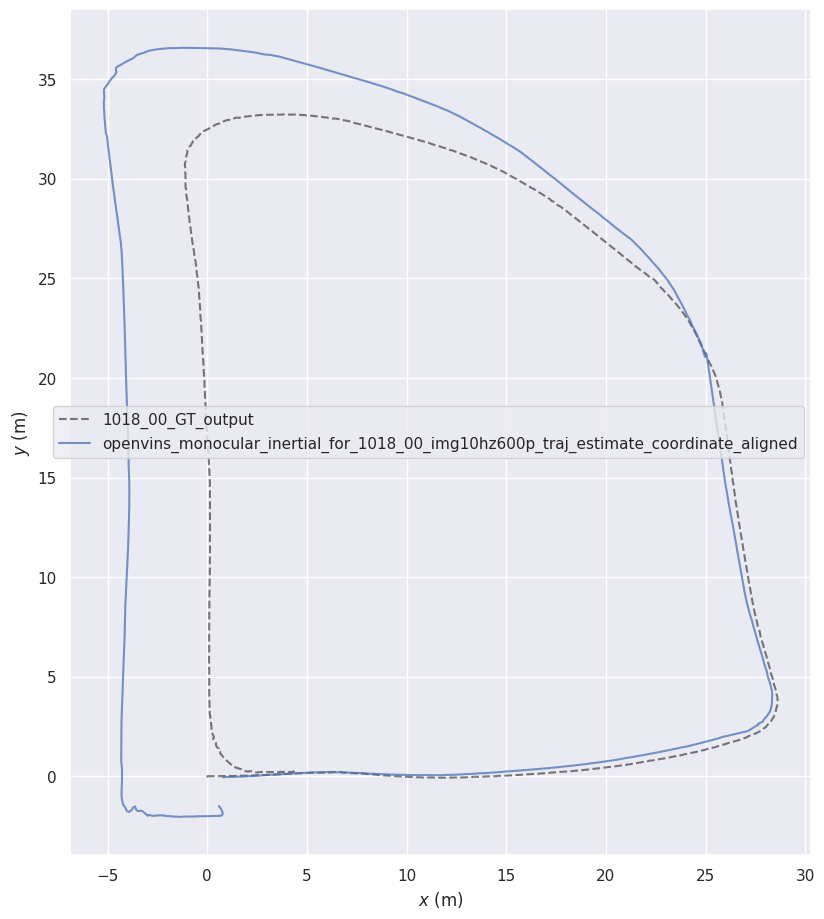 35
30
25
20
1018_00_GT_output
openvins_monocular_inertial_for_1018_00_img10hz600p_traj_estimate_coordinate_aligned
y (m)
15
10
5
0
−5 0 5 10 15 20 25 30
x (m)